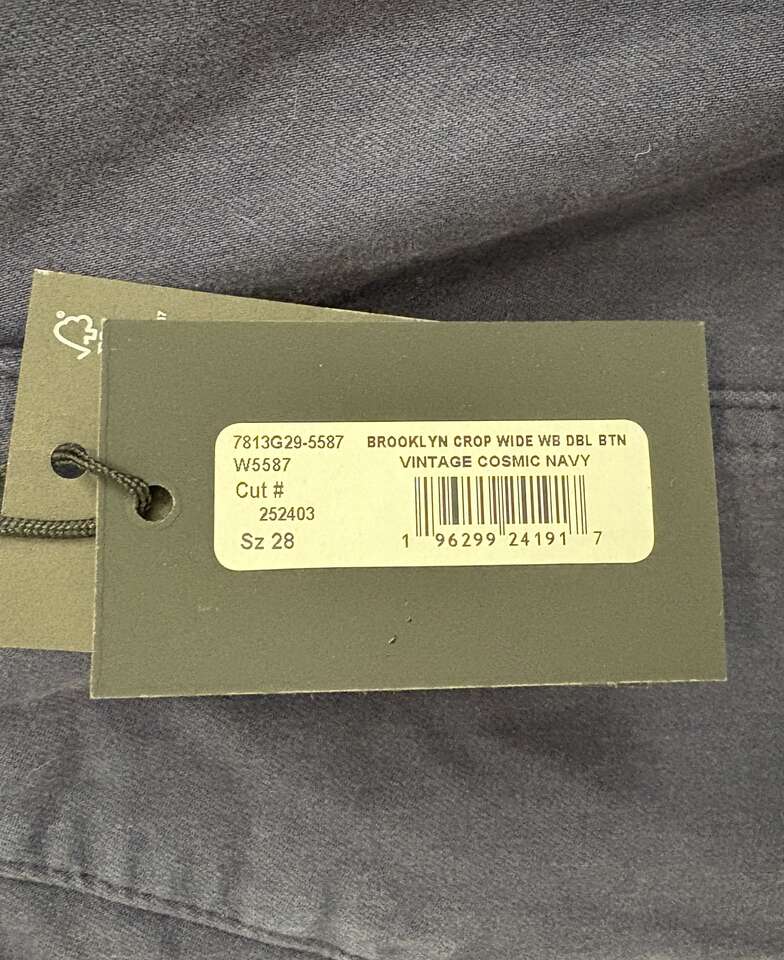 7813G29-5587 BROOKLYN CROP WIDE WB DBL BTN
W5587 VINTAGE COSMIC NAVY
Cut #
252403
Sz 28
1 96299 24191 7